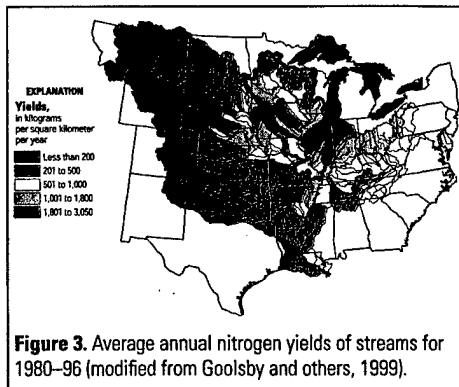 EXPLANATION
Yields,
in kilograms
per square kilometer
per year
Less than 200
201 to 500
501 to 1,000
1,001 to 1,800
1,801 to 3,050
Figure 3. Average annual nitrogen yields of streams for
1980–96 (modified from Goolsby and others, 1999).